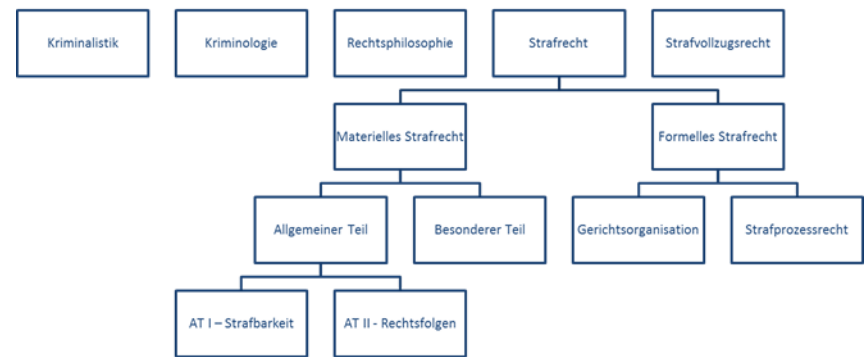 Kriminalistik
Kriminologie
Rechtsphilosophie
Strafrecht
Strafvollzugsrecht
Materielles Strafrecht
Formelles Strafrecht
Allgemeiner Teil
Besonderer Teil
Gerichtsorganisation
Strafprozessrecht
AT I – Strafbarkeit
AT II - Rechtsfolgen